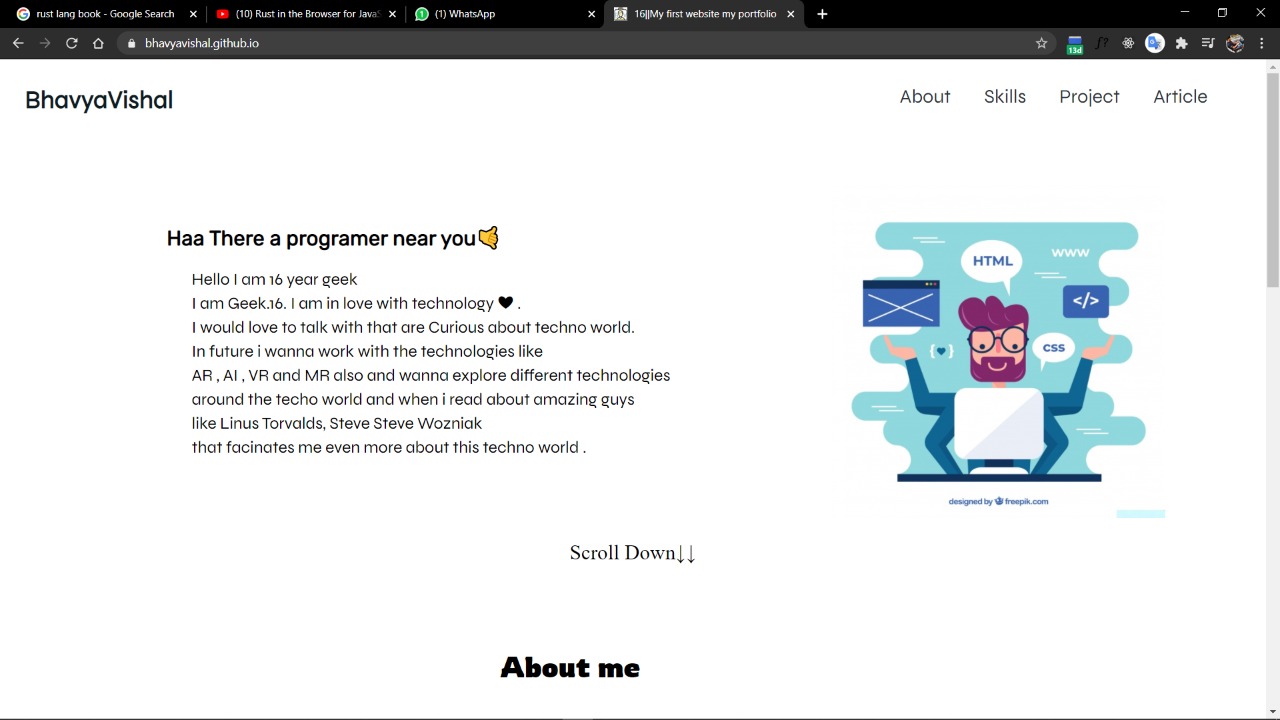 rust lang book - Google Search
(10) Rust in the Browser for JavaS
(1) WhatsApp
16||My first website my portfolio
bhavyavishal.github.io
13d
BhavyaVishal
About Skills Project Article
Haa There a programer near you🤙
Hello I am 16 year geek
I am Geek.16. I am in love with technology ♥ .
I would love to talk with that are Curious about techno world.
In future i wanna work with the technologies like
AR , AI , VR and MR also and wanna explore different technologies
around the techo world and when i read about amazing guys
like Linus Torvalds, Steve Steve Wozniak
that facinates me even more about this techno world .
HTML
WWW
</>
{♥}
CSS
designed by freepik.com
Scroll Down↓↓
About me